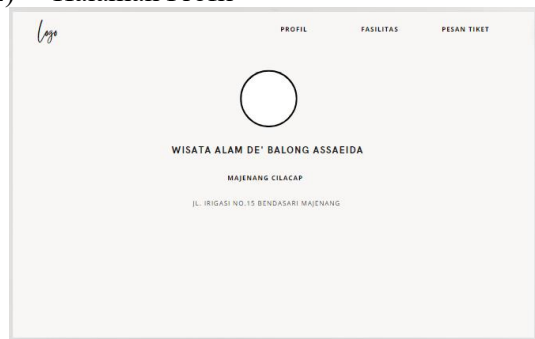 Halaman Profil
Logo
PROFIL FASILITAS PESAN TIKET
WISATA ALAM DE' BALONG ASSAEIDA
MAJENANG CILACAP
JL. IRIGASI NO.15 BENDASARI MAJENANG